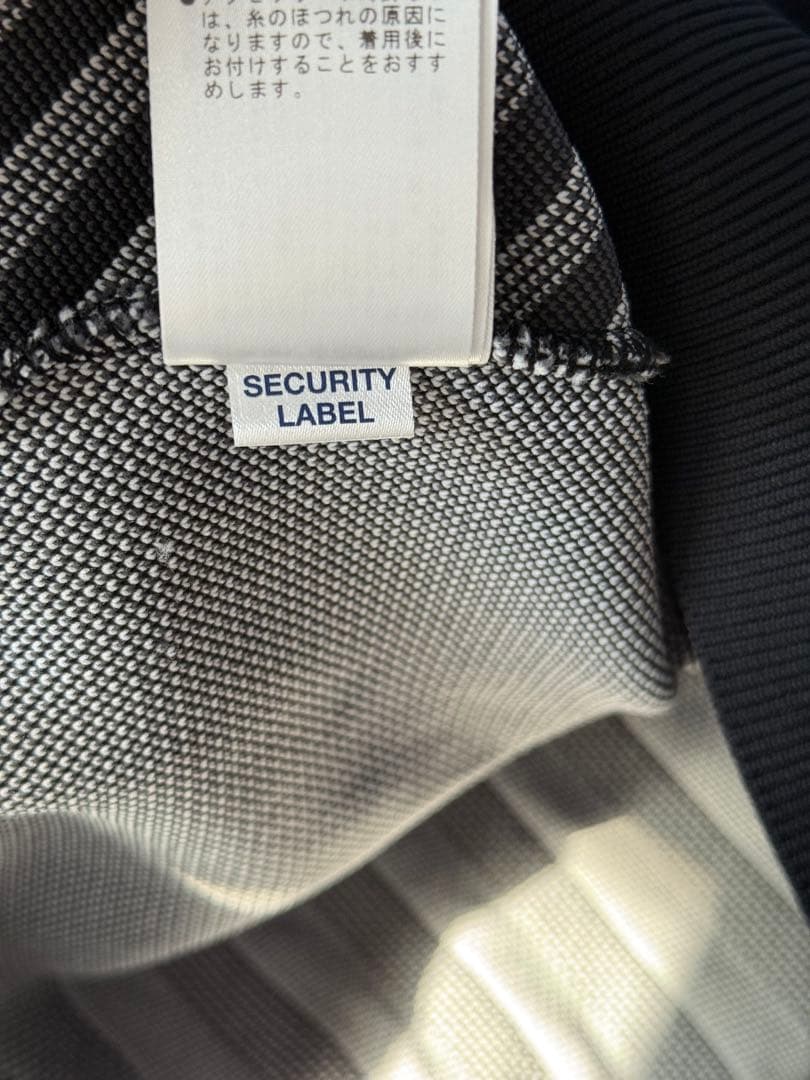 は、糸のほつれの原因に
なりますので、着用後に
お付けすることをおすす
めします。
SECURITY
LABEL